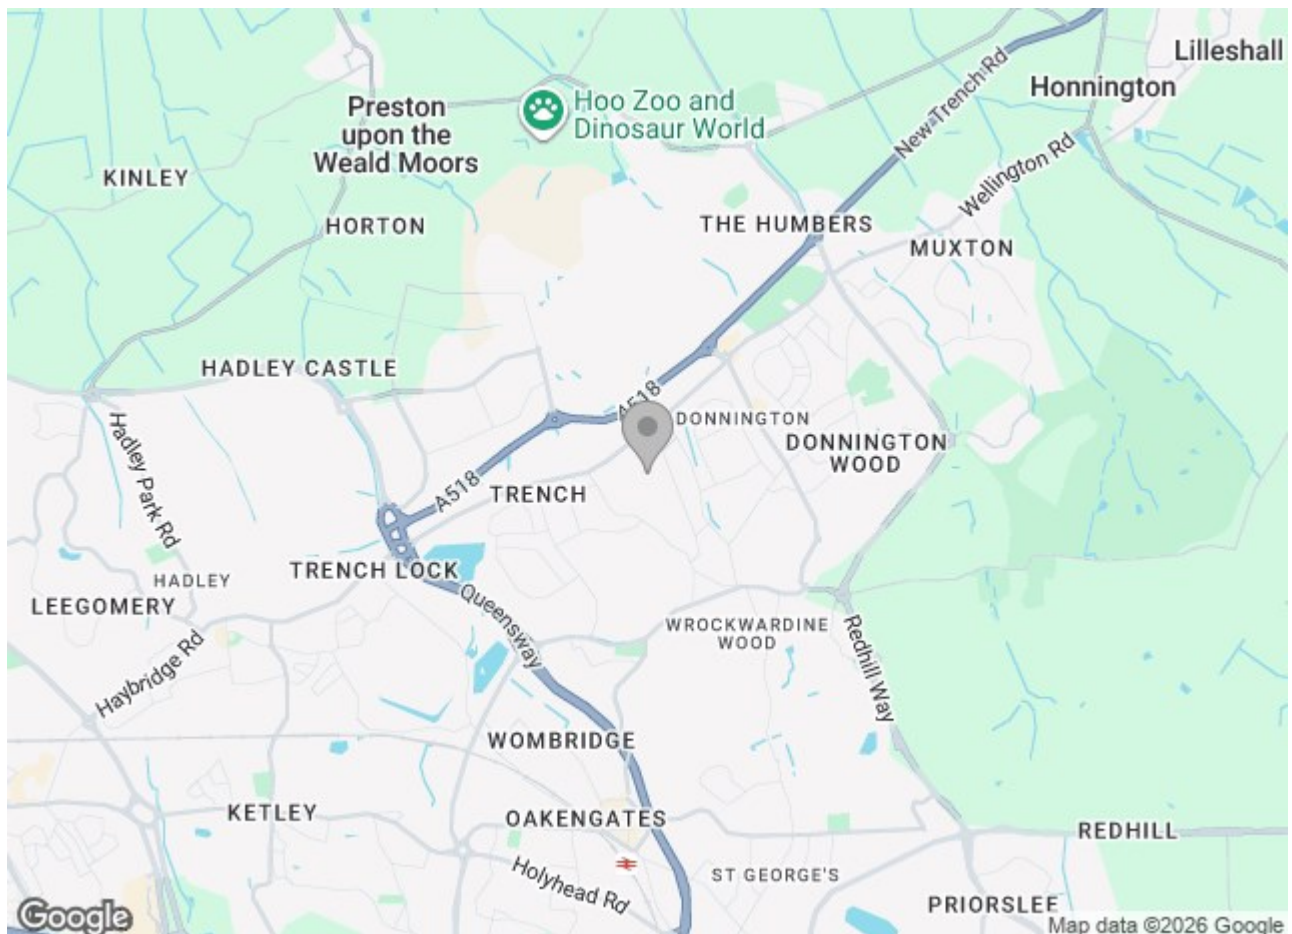 Lilleshall
Honnington
New Trench Rd
Hoo Zoo and
Dinosaur World
Preston
upon the
Weald Moors
Wellington Rd
KINLEY
HORTON
THE HUMBERS
MUXTON
HADLEY CASTLE
A518
DONNINGTON
DONNINGTON
WOOD
Hadley Park Rd
A518
TRENCH
TRENCH LOCK
HADLEY
LEEGOMERY
Queensway
WROCKWARDINE
WOOD
Redhill Way
Haybridge Rd
WOMBRIDGE
KETLEY
OAKENGATES
REDHILL
Holyhead Rd
ST GEORGE'S
PRIORSLEE
Google
Map data ©2026 Google